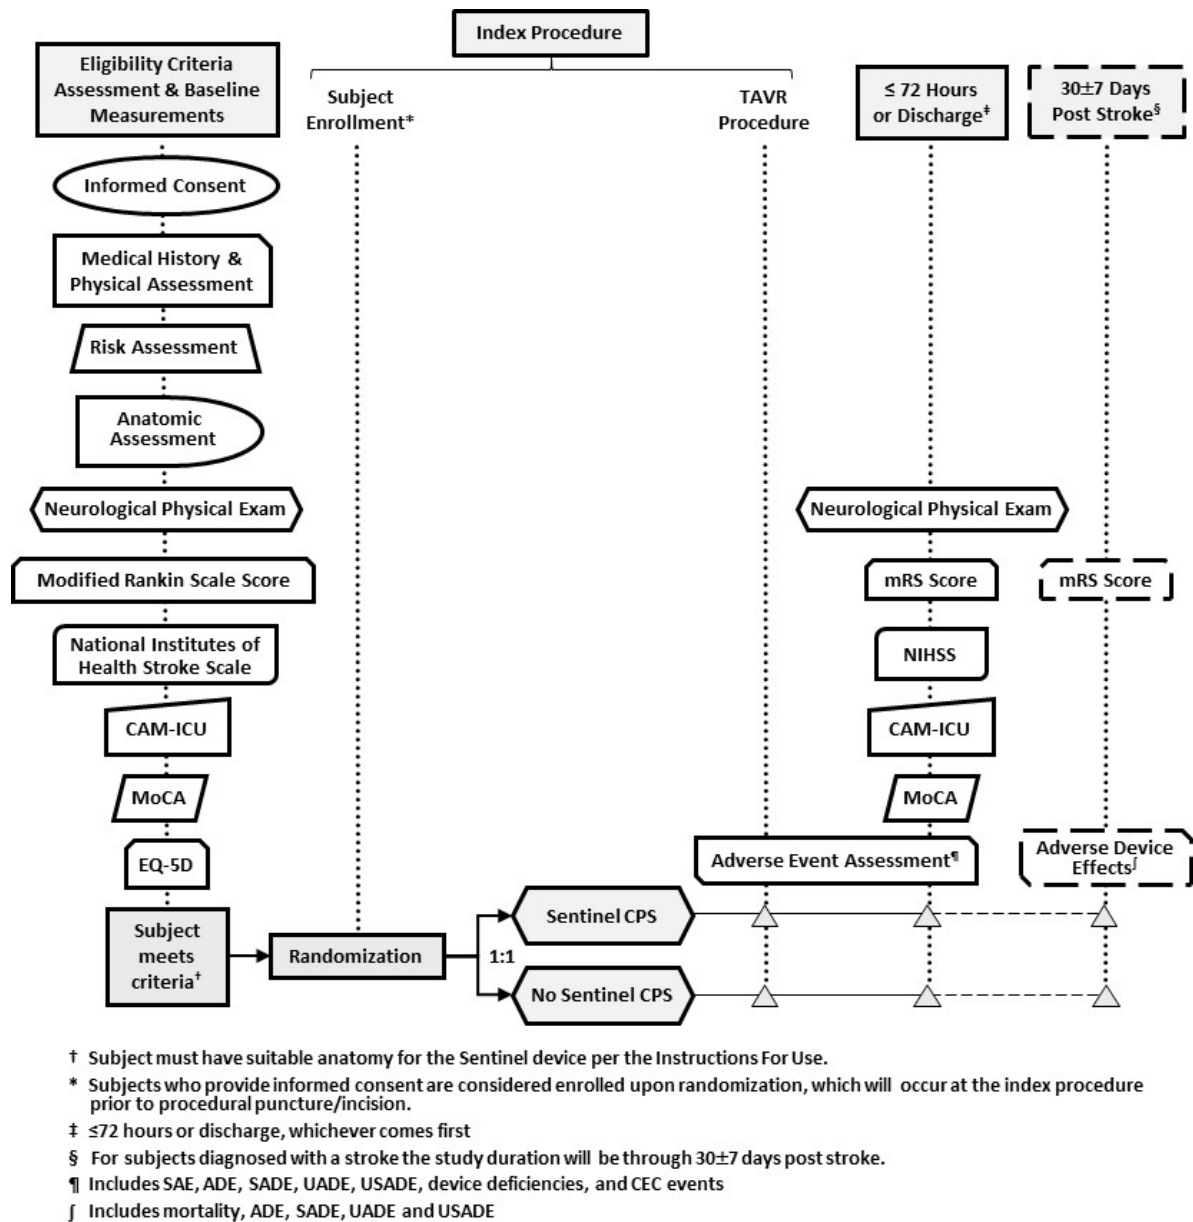 Index Procedure
Eligibility Criteria
Assessment & Baseline
Measurements
Subject
Enrollment*
TAVR
Procedure
≤ 72 Hours
or Discharge‡
30±7 Days
Post Stroke§
Informed Consent
Medical History &
Physical Assessment
Risk Assessment
Anatomic
Assessment
Neurological Physical Exam
Neurological Physical Exam
Modified Rankin Scale Score
mRS Score
mRS Score
National Institutes of
Health Stroke Scale
NIHSS
CAM-ICU
CAM-ICU
MoCA
MoCA
EQ-5D
Adverse Event Assessment¶
Adverse Device
Effects∫
Subject
meets
criteria†
Randomization
1:1
Sentinel CPS
No Sentinel CPS
† Subject must have suitable anatomy for the Sentinel device per the Instructions For Use.
* Subjects who provide informed consent are considered enrolled upon randomization, which will occur at the index procedure
prior to procedural puncture/incision.
‡ ≤72 hours or discharge, whichever comes first
§ For subjects diagnosed with a stroke the study duration will be through 30±7 days post stroke.
¶ Includes SAE, ADE, SADE, UADE, USADE, device deficiencies, and CEC events
∫ Includes mortality, ADE, SADE, UADE and USADE